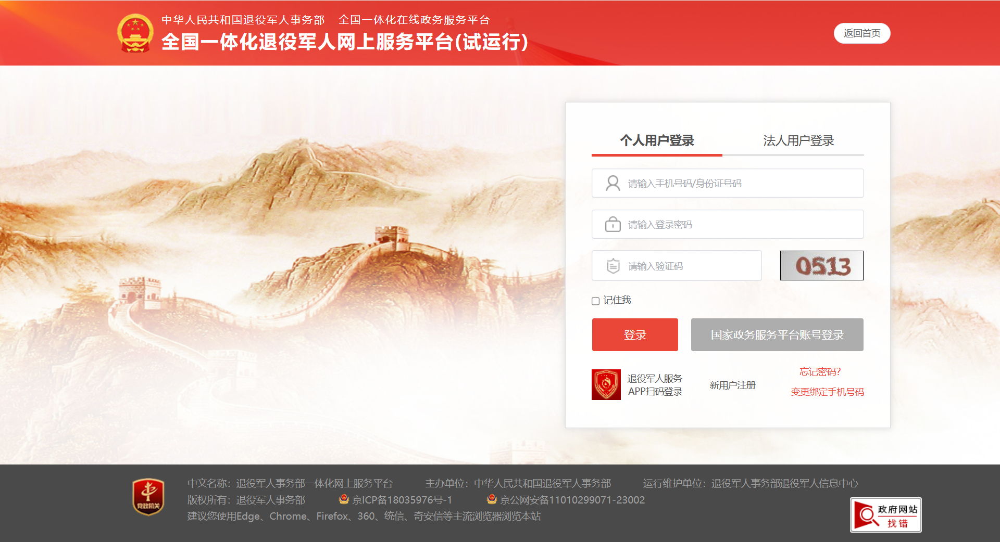 中华人民共和国退役军人事务部 全国一体化在线政务服务平台
全国一体化退役军人网上服务平台(试运行)
返回首页
个人用户登录 法人用户登录
请输入手机号码/身份证号码
请输入登录密码
请输入验证码 0513
记住我
登录 国家政务服务平台账号登录
退役军人服务
APP扫码登录
新用户注册
忘记密码?
变更绑定手机号码
中文名称：退役军人事务部一体化网上服务平台 主办单位：中华人民共和国退役军人事务部 运行维护单位：退役军人事务部退役军人信息中心
版权所有：退役军人事务部 京ICP备18035976号-1 京公网安备11010299071-23002
建议您使用Edge、Chrome、Firefox、360、统信、奇安信等主流浏览器浏览本站
党政机关
政府网站
找错